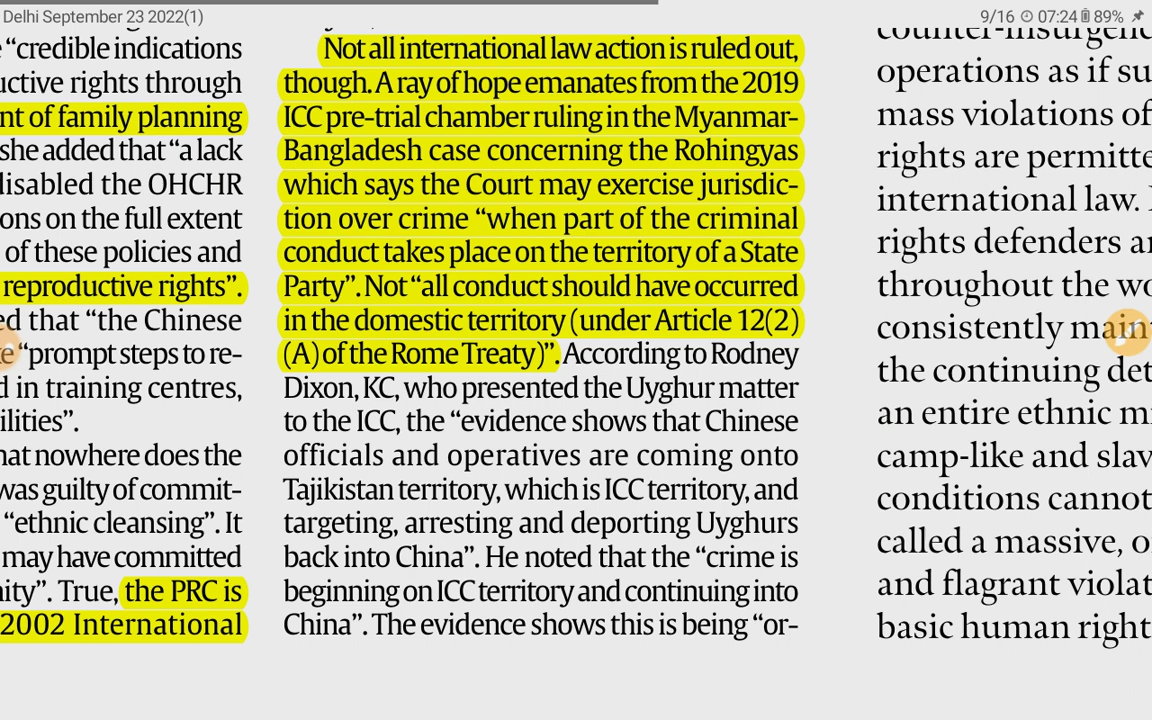 Delhi September 23 2022(1)
9/16 07:24 89%
“credible indications
uctive rights through
nt of family planning
she added that “a lack
disabled the OHCHR
ons on the full extent
of these policies and
reproductive rights”.
ed that “the Chinese
“prompt steps to re-
d in training centres,
ilities”.
hat nowhere does the
was guilty of commit-
“ethnic cleansing”. It
may have committed
nity”. True, the PRC is
2002 International
Not all international law action is ruled out,
though. A ray of hope emanates from the 2019
ICC pre-trial chamber ruling in the Myanmar-
Bangladesh case concerning the Rohingyas
which says the Court may exercise jurisdic-
tion over crime “when part of the criminal
conduct takes place on the territory of a State
Party”. Not “all conduct should have occurred
in the domestic territory (under Article 12(2)
(A) of the Rome Treaty)”. According to Rodney
Dixon, KC, who presented the Uyghur matter
to the ICC, the “evidence shows that Chinese
officials and operatives are coming onto
Tajikistan territory, which is ICC territory, and
targeting, arresting and deporting Uyghurs
back into China”. He noted that the “crime is
beginning on ICC territory and continuing into
China”. The evidence shows this is being “or-
counter-insurgenc
operations as if su
mass violations of
rights are permitte
international law.
rights defenders a
throughout the wo
consistently main
the continuing det
an entire ethnic m
camp-like and slav
conditions cannot
called a massive, o
and flagrant violat
basic human right